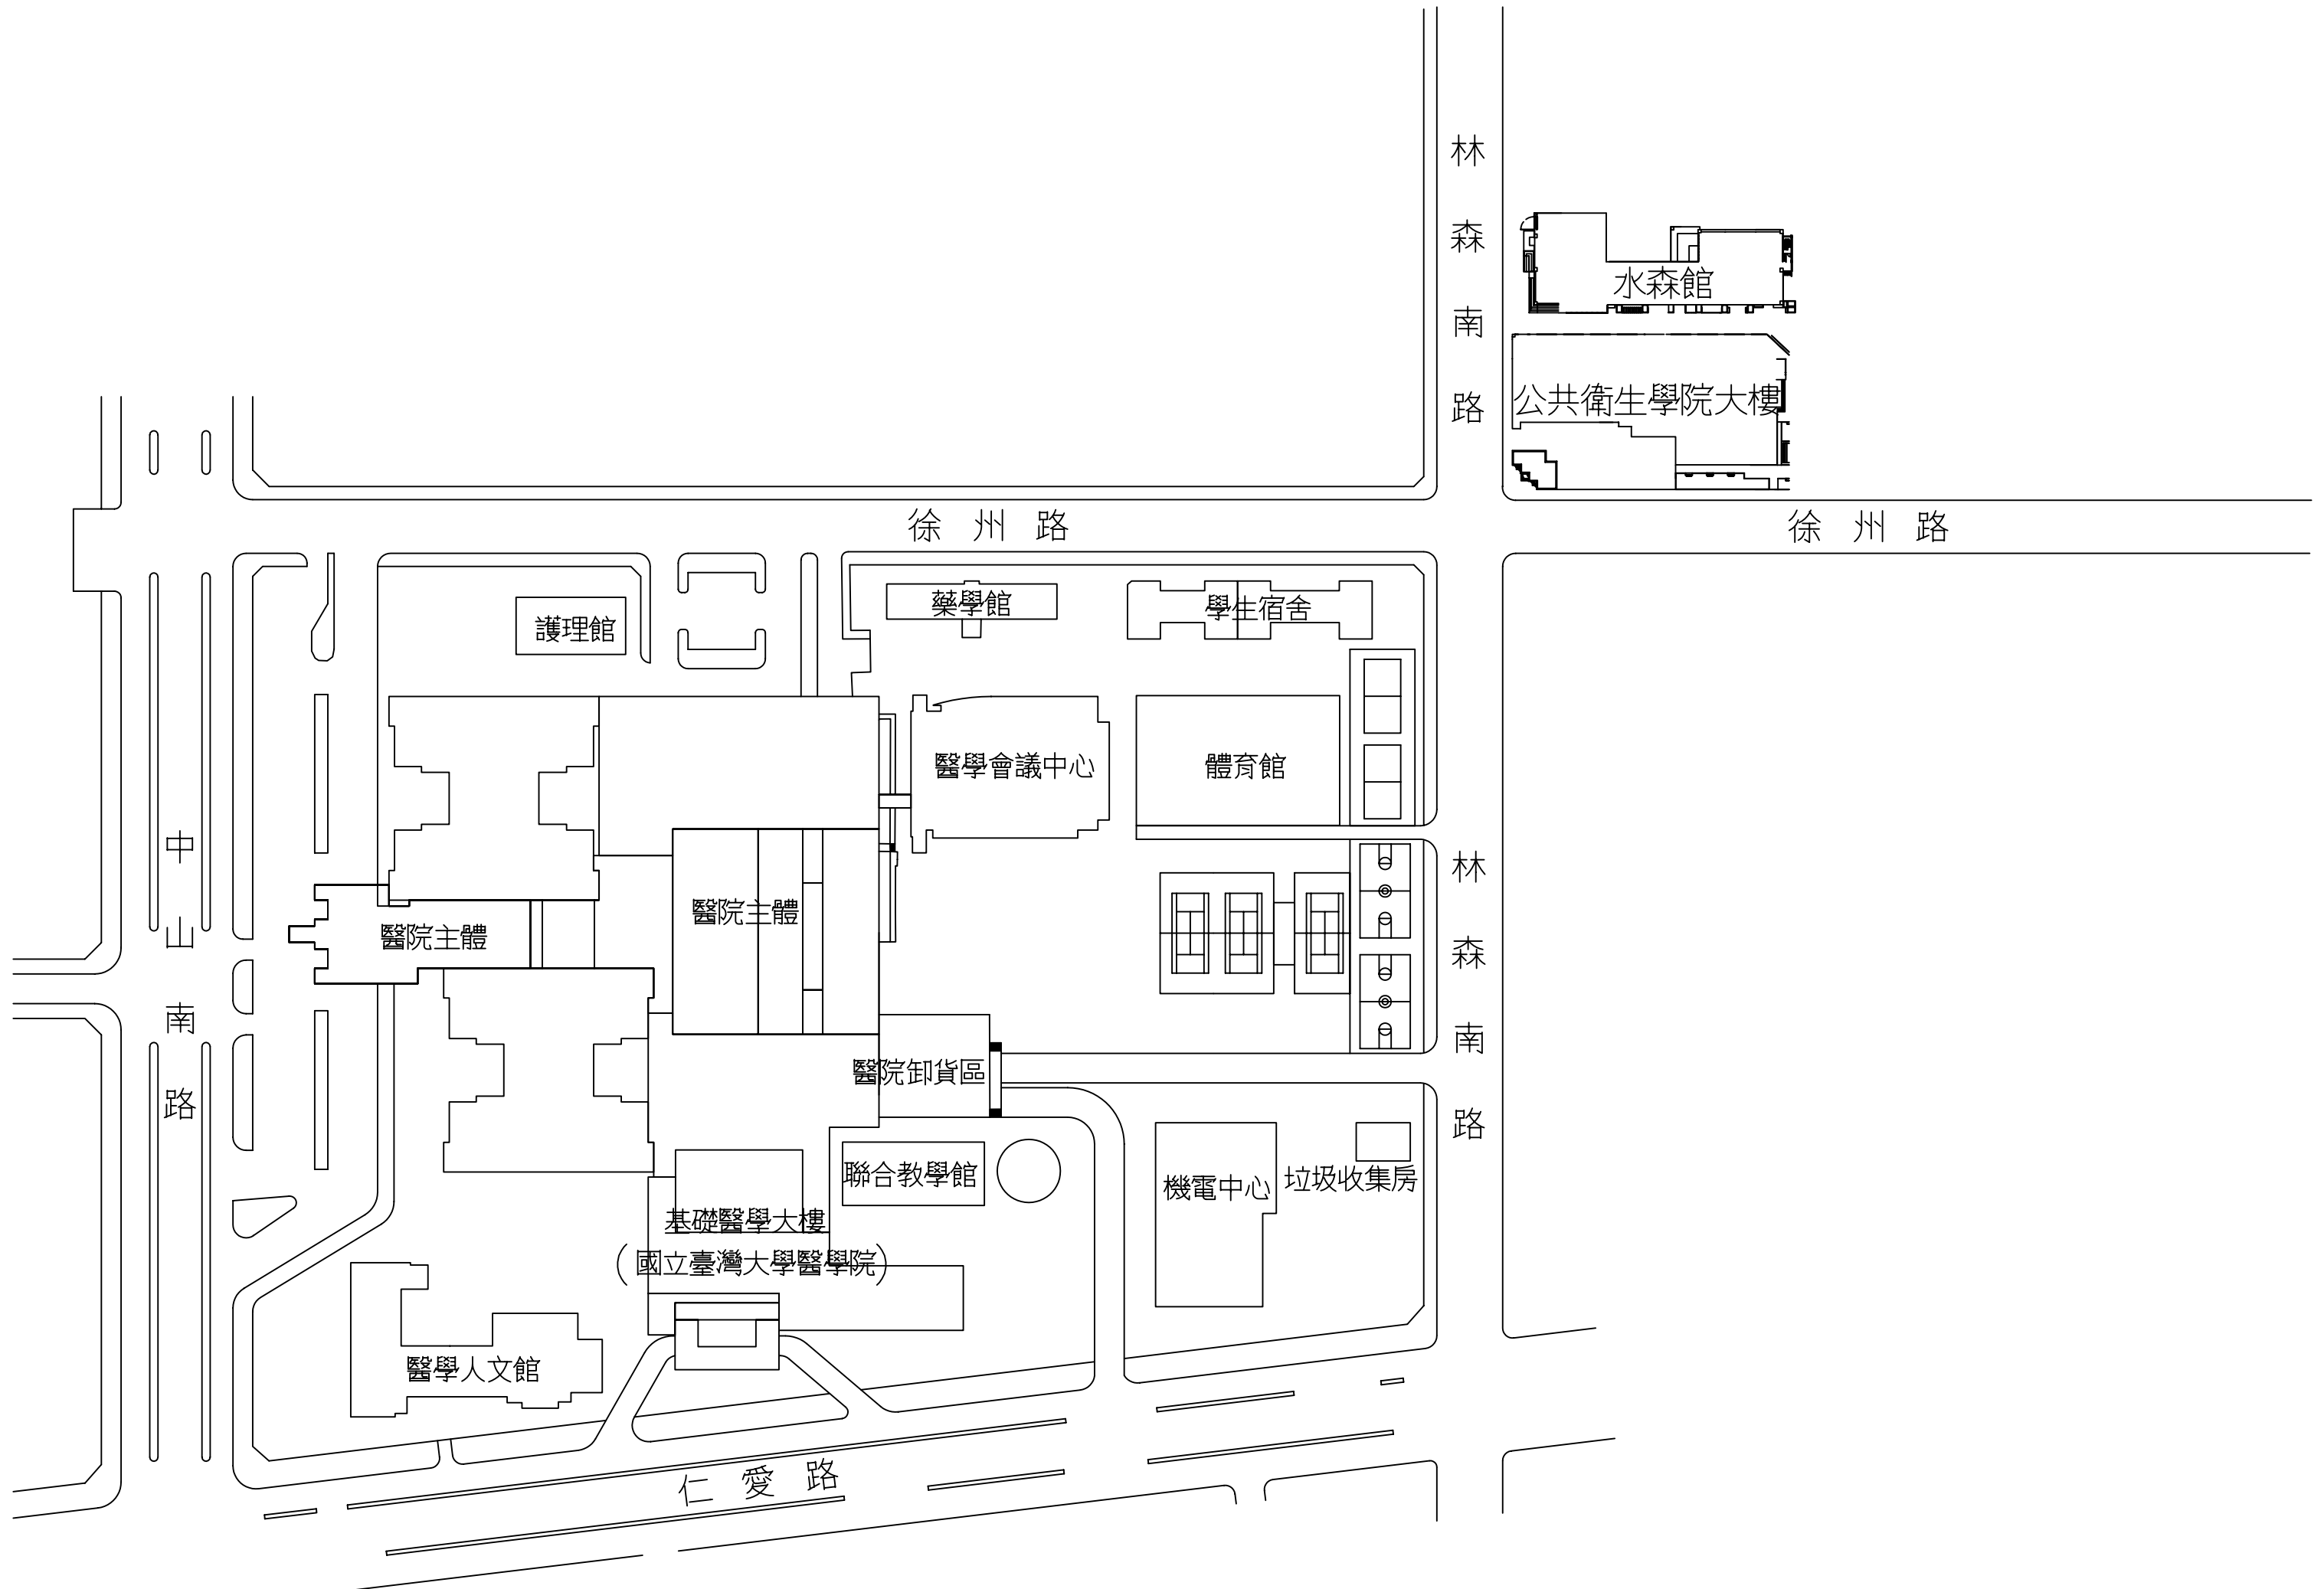 林森南路
水森館
公共衛生學院大樓
徐州路
徐州路
藥學館
學生宿舍
護理館
醫學會議中心
體育館
中山南路
林森南路
醫院主體
醫院主體
醫院卸貨區
聯合教學館
機電中心
垃圾收集房
基礎醫學大樓
(國立臺灣大學醫學院)
醫學人文館
仁愛路